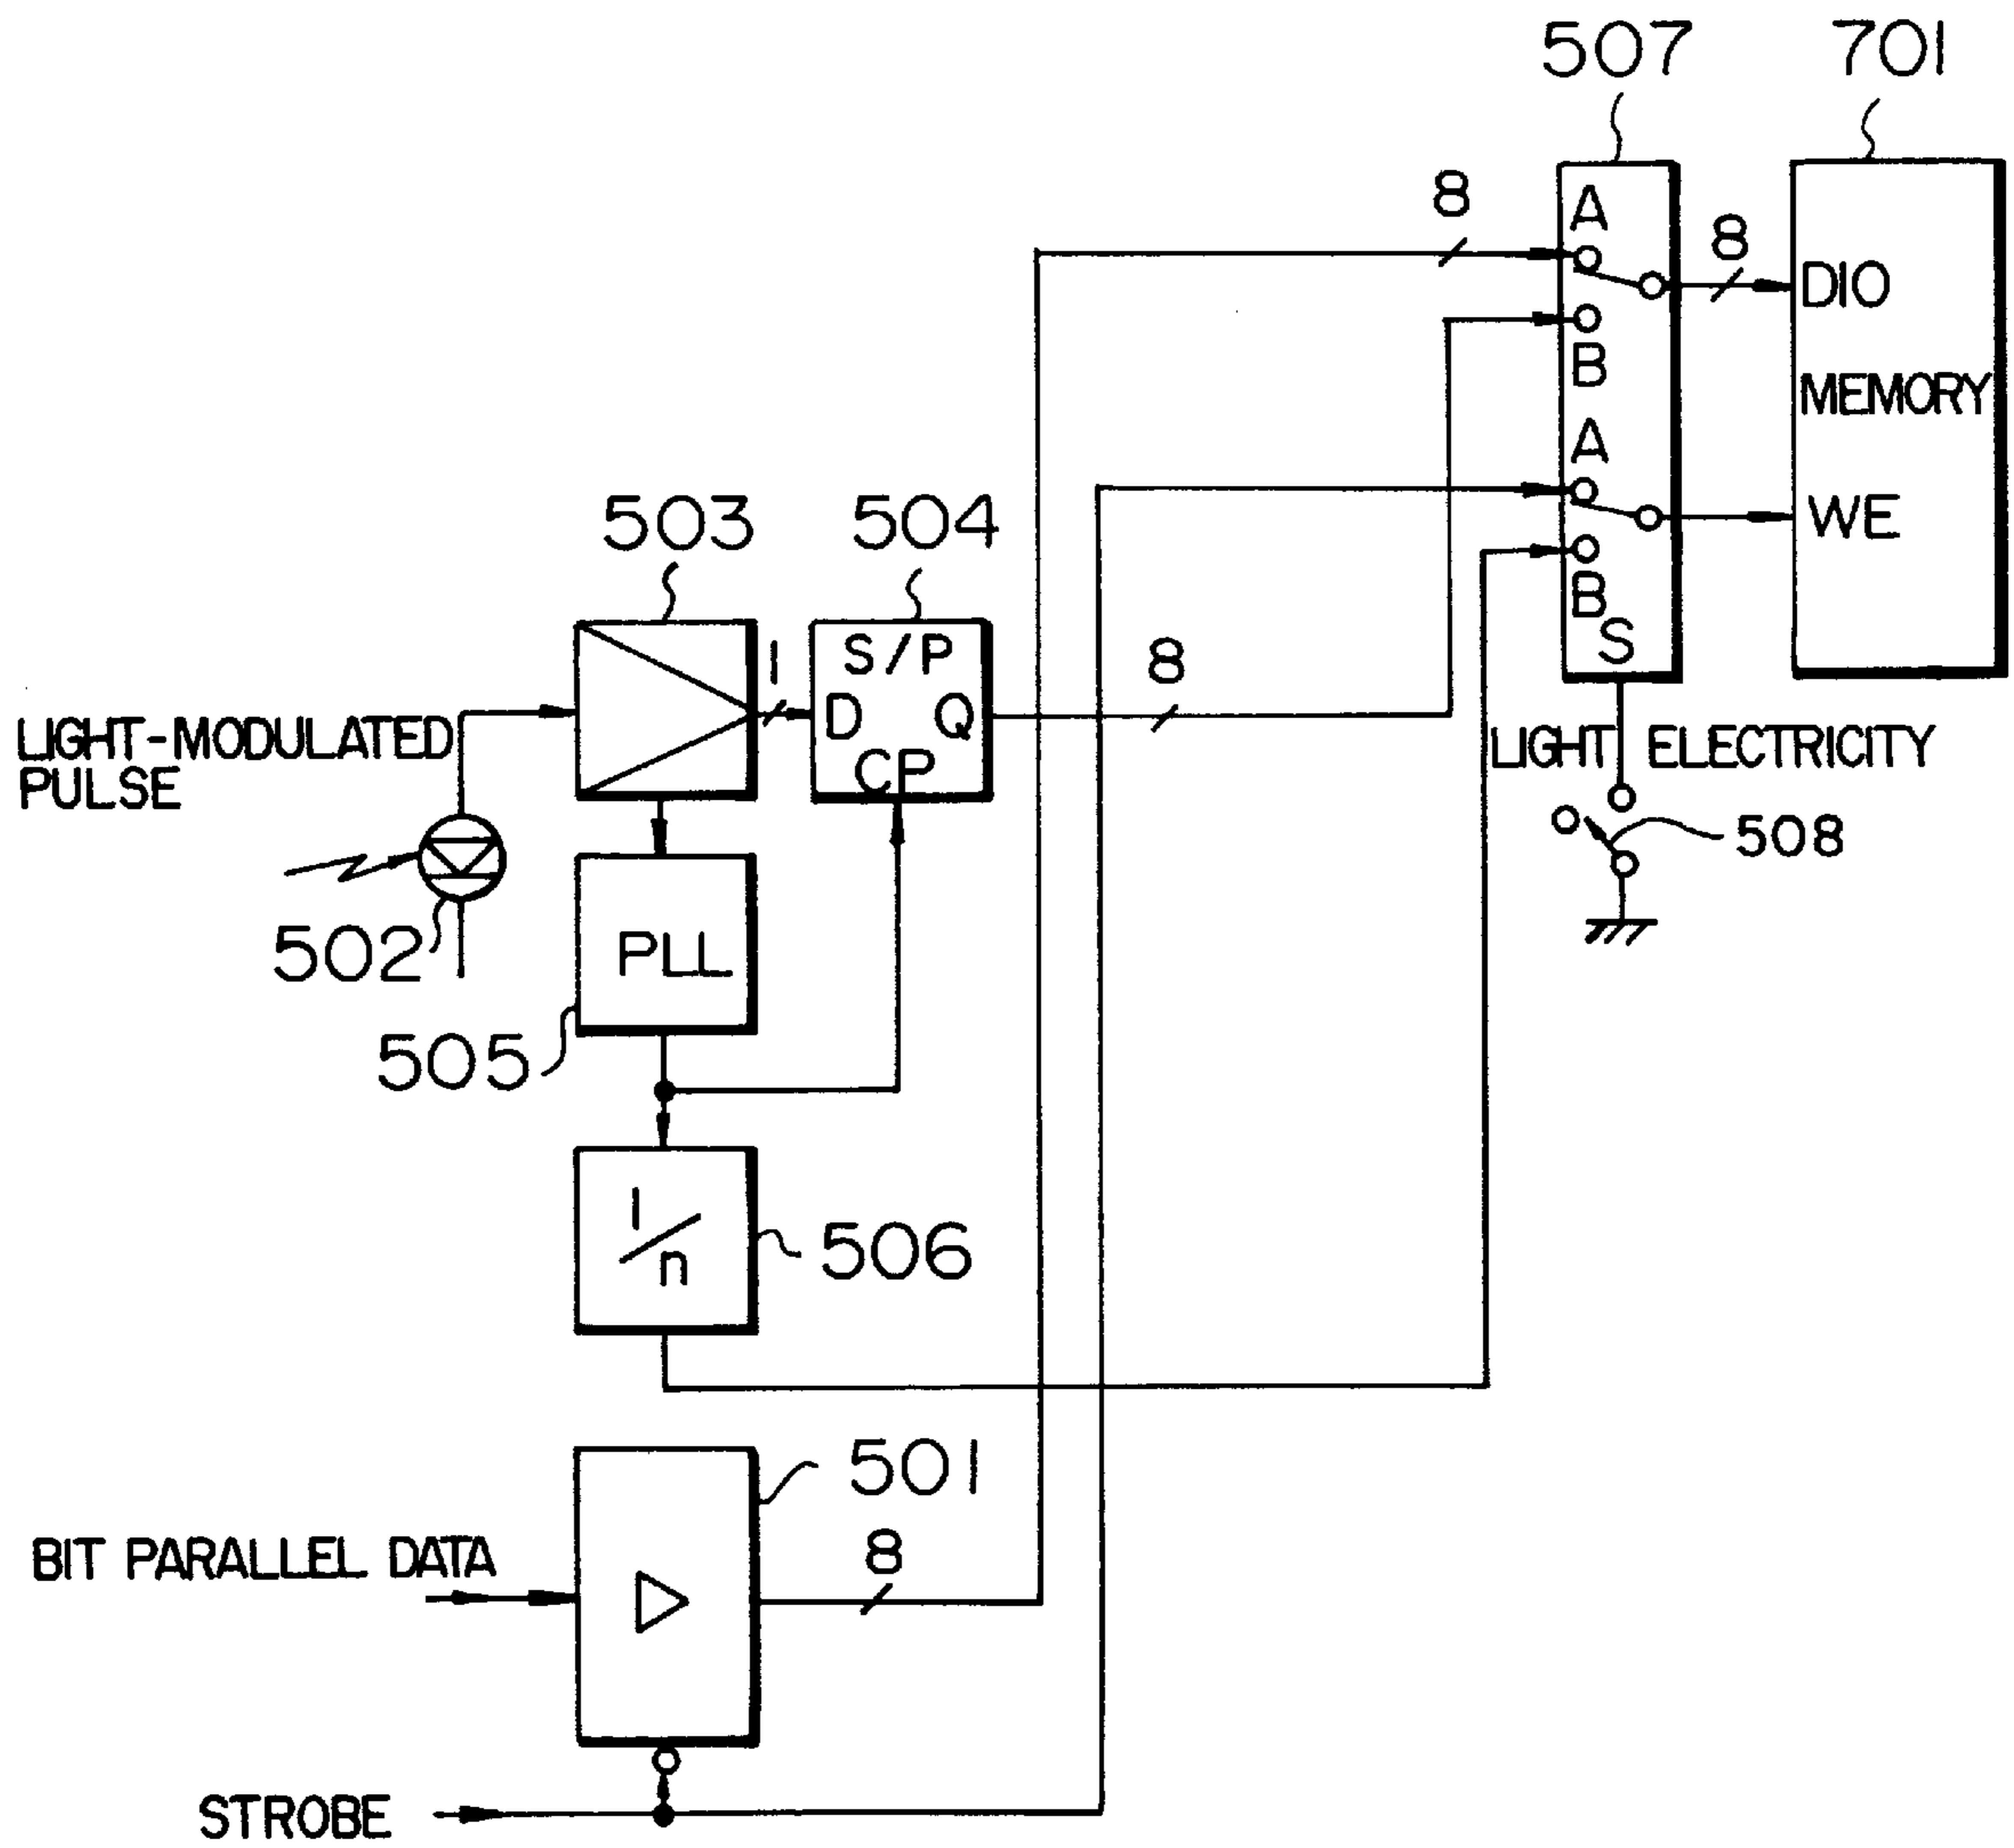 507 701
8
A
8
DIO
B
MEMORY
A
WE
B
S
503 504
1
S/P
D Q
CP
8
LIGHT-MODULATED
PULSE
LIGHT ELECTRICITY
508
502
PLL
505
1/n
506
501
BIT PARALLEL DATA
8
STROBE